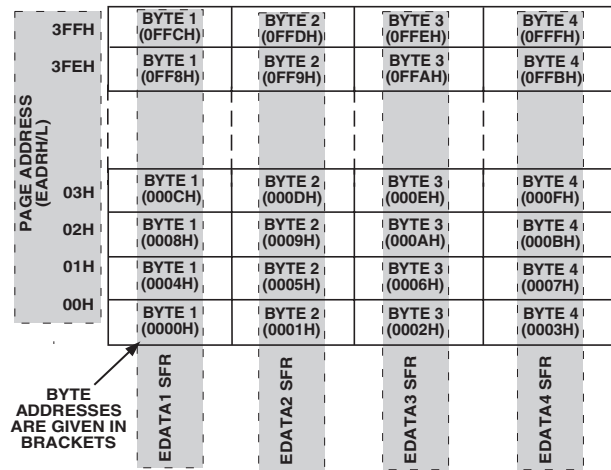 3FFH
BYTE 1 BYTE 2 BYTE 3 BYTE 4
(0FFCH) (0FFDH) (0FFEH) (0FFFH)
3FEH
BYTE 1 BYTE 2 BYTE 3 BYTE 4
(0FF8H) (0FF9H) (0FFAH) (0FFBH)
PAGE ADDRESS
(EADRH/L)
03H
BYTE 1 BYTE 2 BYTE 3 BYTE 4
(000CH) (000DH) (000EH) (000FH)
02H
BYTE 1 BYTE 2 BYTE 3 BYTE 4
(0008H) (0009H) (000AH) (000BH)
01H
BYTE 1 BYTE 2 BYTE 3 BYTE 4
(0004H) (0005H) (0006H) (0007H)
00H
BYTE 1 BYTE 2 BYTE 3 BYTE 4
(0000H) (0001H) (0002H) (0003H)
BYTE
ADDRESSES
ARE GIVEN IN
BRACKETS
EDATA1 SFR
EDATA2 SFR
EDATA3 SFR
EDATA4 SFR